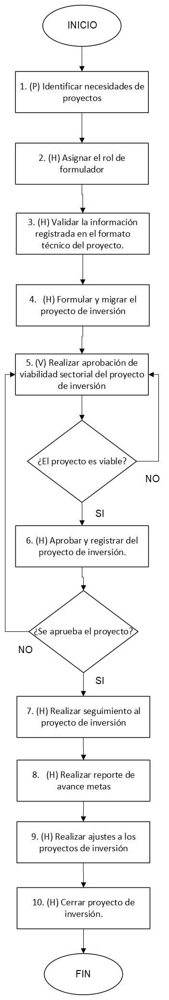 INICIO
1. (P) Identificar necesidades de
proyectos
2. (H) Asignar el rol de
formulador
3. (H) Validar la información
registrada en el formato
técnico del proyecto.
4. (H) Formular y migrar el
proyecto de inversión
5. (V) Realizar aprobación de
viabilidad sectorial del proyecto
de inversión
¿El proyecto es viable?
NO
SI
6. (H) Aprobar y registrar del
proyecto de inversión.
¿Se aprueba el proyecto?
NO
SI
7. (H) Realizar seguimiento al
proyecto de inversión
8. (H) Realizar reporte de
avance metas
9. (H) Realizar ajustes a los
proyectos de inversión
10. (H) Cerrar proyecto de
inversión.
FIN